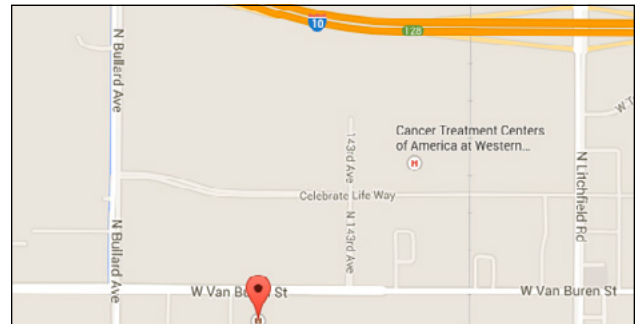 10
128
N Bullard Ave
Cancer Treatment Centers
of America at Western...
H
143rd Ave
N Litchfield Rd
Celebrate Life Way
N 143rd Ave
N Bullard Ave
W Van Buren St
W Van Buren St